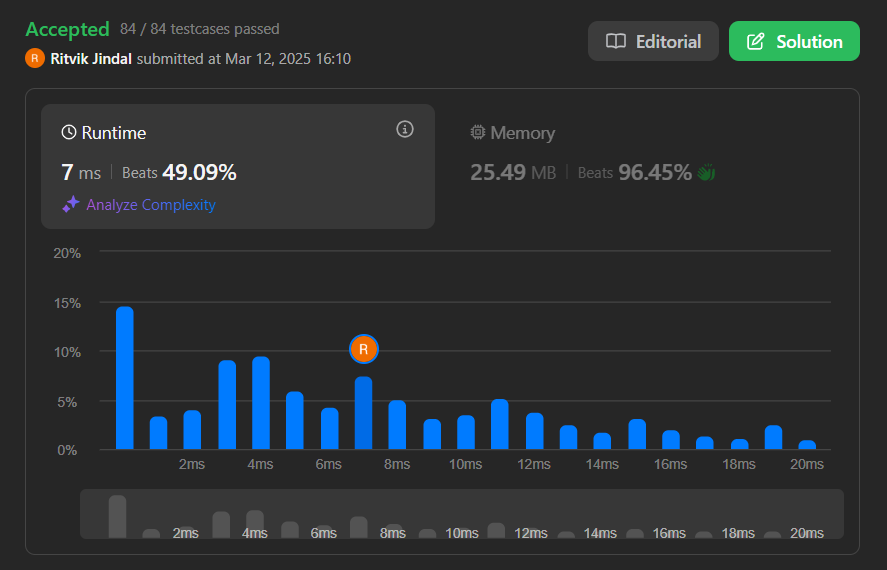 Accepted 84 / 84 testcases passed
R Ritvik Jindal submitted at Mar 12, 2025 16:10
Editorial
Solution
Runtime
7 ms | Beats 49.09%
Analyze Complexity
Memory
25.49 MB | Beats 96.45%
20%
15%
10%
5%
0%
R
2ms 4ms 6ms 8ms 10ms 12ms 14ms 16ms 18ms 20ms
2ms 4ms 6ms 8ms 10ms 12ms 14ms 16ms 18ms 20ms